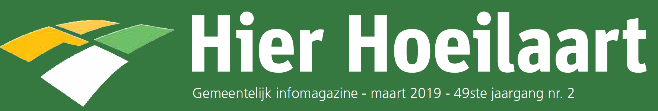 Hier Hoeilaart
Gemeentelijk infomagazine - maart 2019 - 49ste jaargang nr. 2